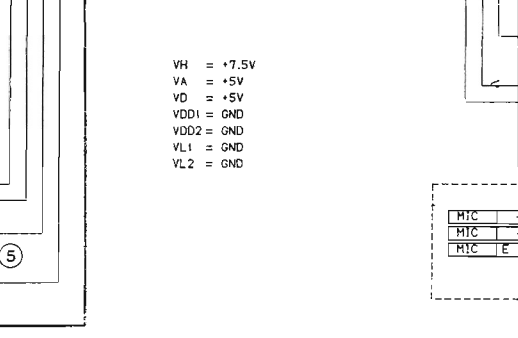 VH = +7.5V
VA = +5V
VD = +5V
VDD1 = GND
VDD2 = GND
VL1 = GND
VL2 = GND
5
MIC
MIC
MIC E